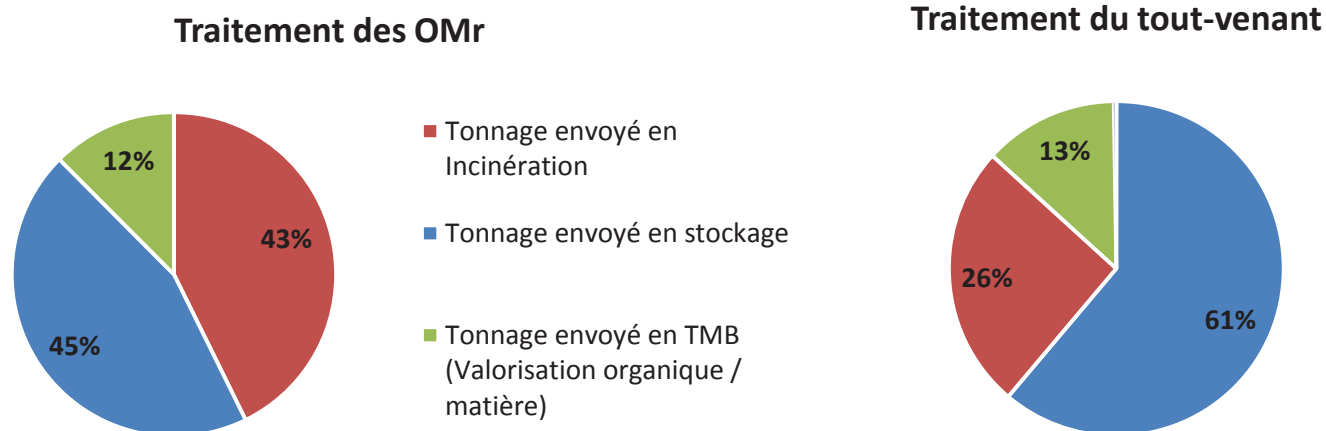 Traitement des OMr
12%
43%
45%
Tonnage envoyé en
Incinération
Tonnage envoyé en stockage
Tonnage envoyé en TMB
(Valorisation organique /
matière)
Traitement du tout-venant
13%
26%
61%